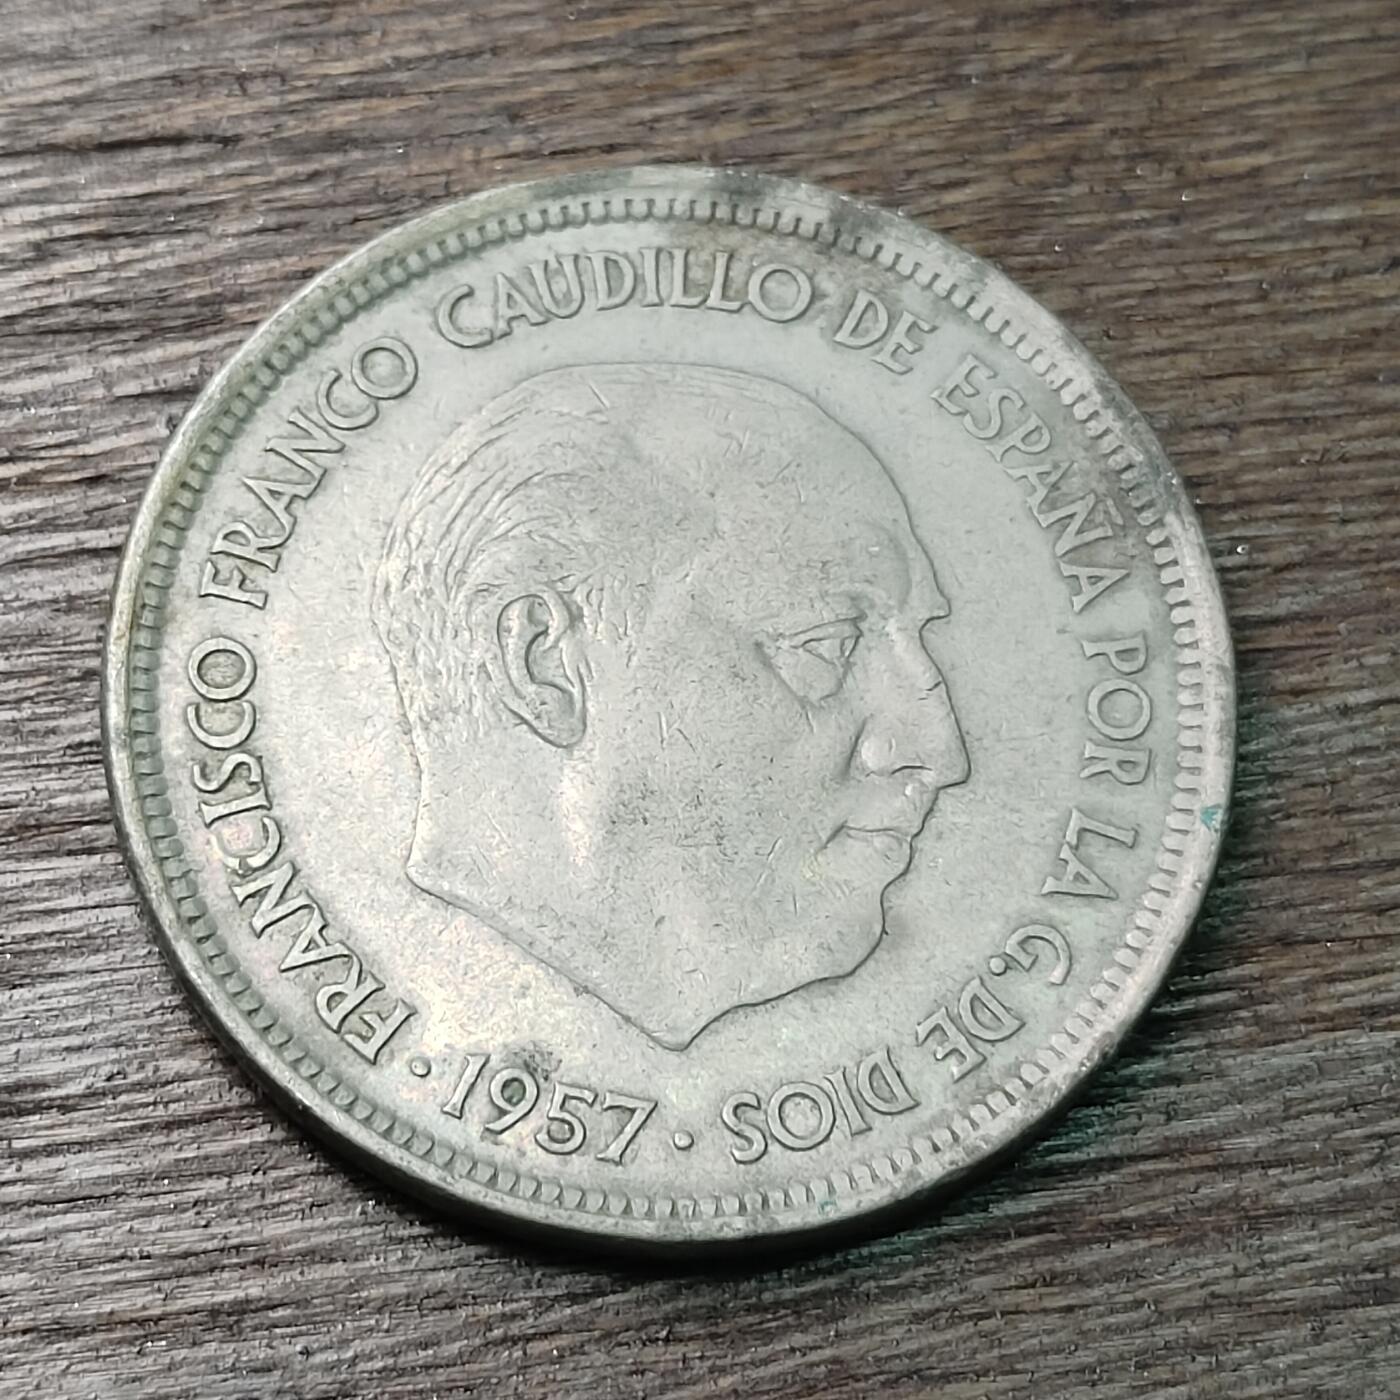 FRANCISCO FRANCO CAUDILLO DE ESPAÑA POR LA G. DE DIOS
· 1957 ·